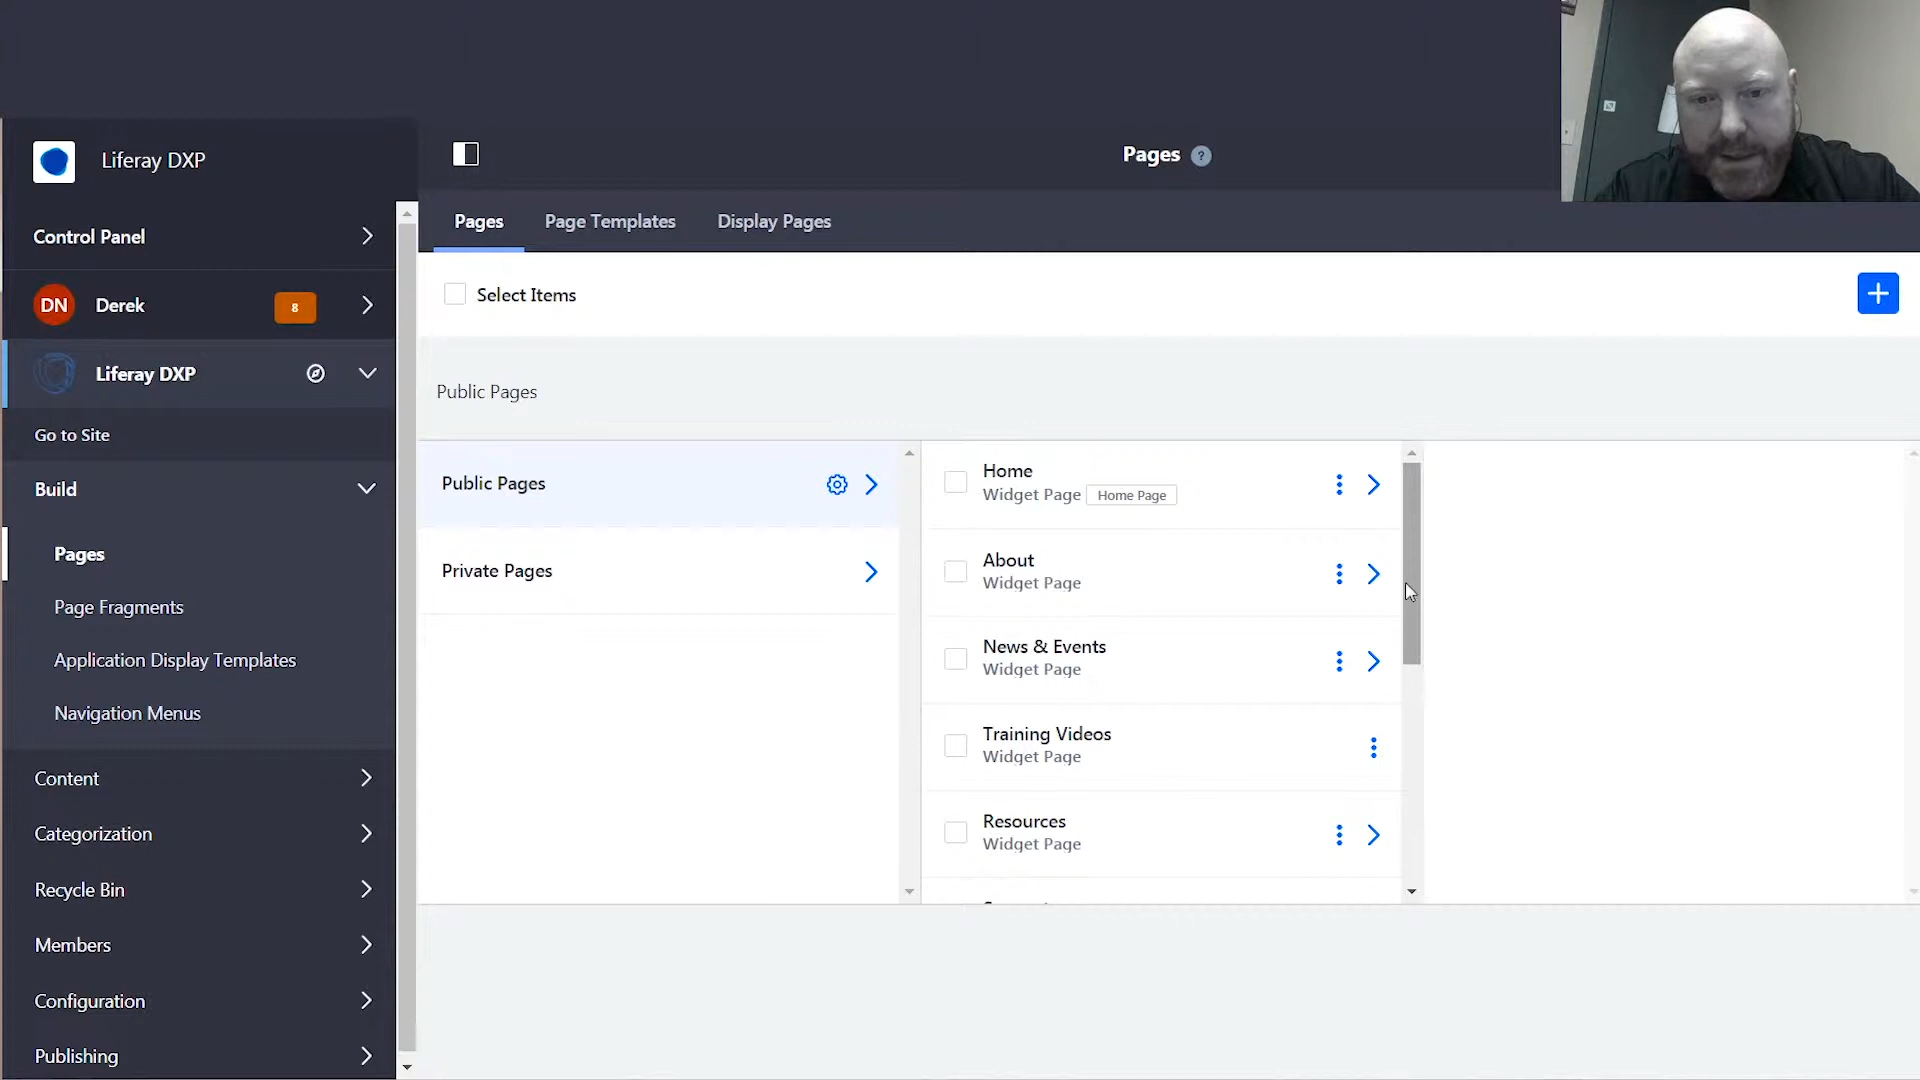 Liferay DXP
Pages ?
Control Panel
Pages Page Templates Display Pages
DN Derek 8
Select Items
Liferay DXP
Public Pages
Go to Site
Build
Public Pages
Home
Widget Page Home Page
Pages
Private Pages
About
Widget Page
Page Fragments
Application Display Templates
News & Events
Widget Page
Navigation Menus
Training Videos
Widget Page
Content
Categorization
Resources
Widget Page
Recycle Bin
Members
Configuration
Publishing